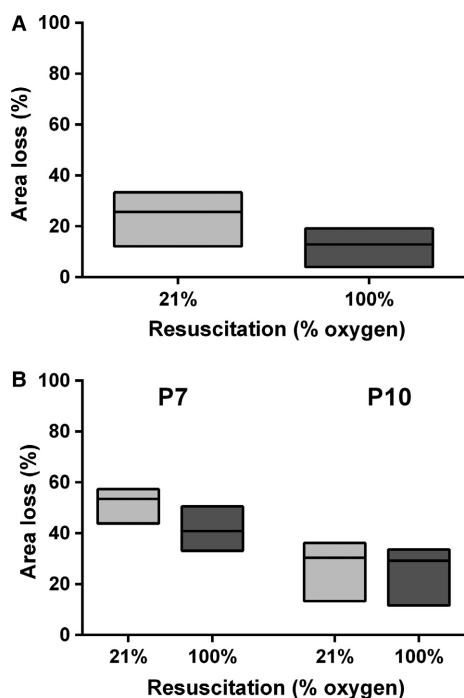 A
Area loss (%)
100
80
60
40
20
0
21% 100%
Resuscitation (% oxygen)
B
P7 P10
Area loss (%)
100
80
60
40
20
0
21% 100% 21% 100%
Resuscitation (% oxygen)